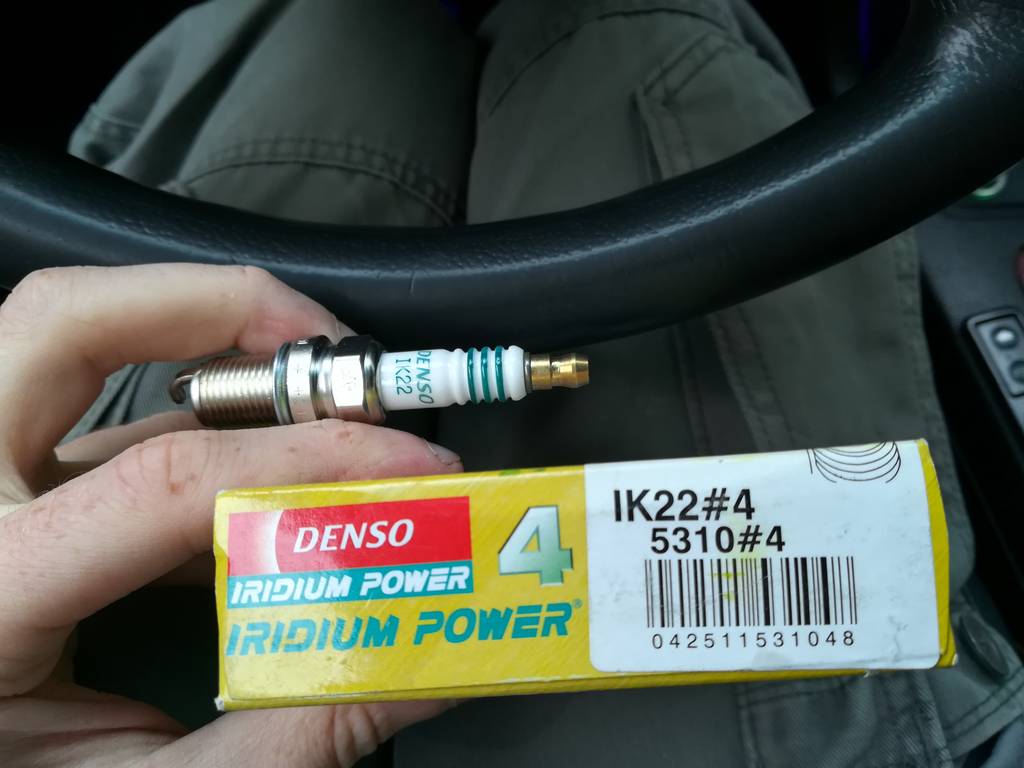 DENSO
IK22
DENSO
IRIDIUM POWER
IRIDIUM POWER®
4
IK22#4
5310#4
042511531048